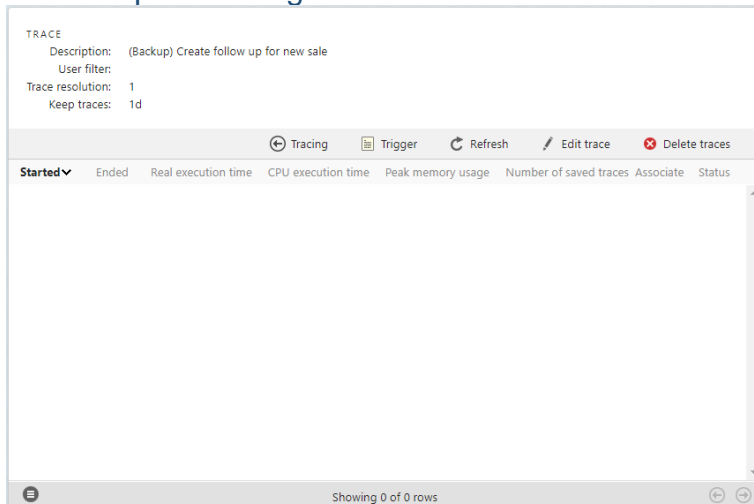 TRACE
Description: (Backup) Create follow up for new sale
User filter:
Trace resolution: 1
Keep traces: 1d
Tracing Trigger Refresh Edit trace Delete traces
Started Ended Real execution time CPU execution time Peak memory usage Number of saved traces Associate Status
Showing 0 of 0 rows